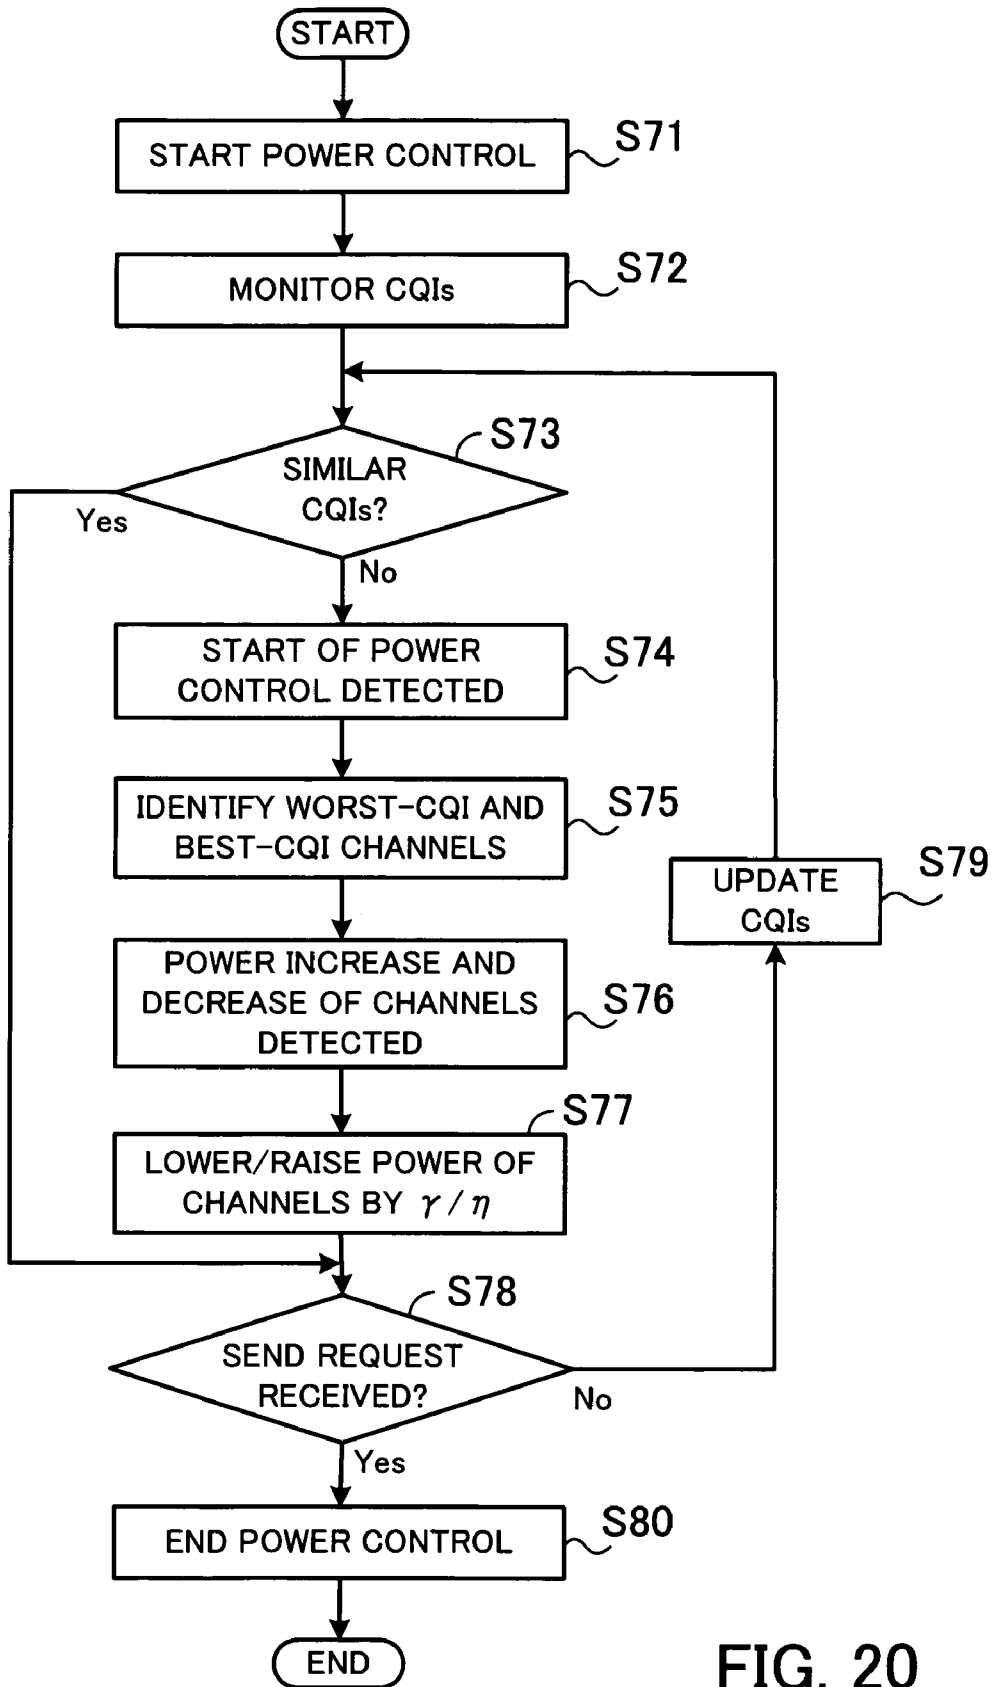 START
START POWER CONTROL
S71
MONITOR CQIs
S72
S73
SIMILAR
CQIs?
Yes
No
START OF POWER
CONTROL DETECTED
S74
IDENTIFY WORST-CQI AND
BEST-CQI CHANNELS
S75
UPDATE
CQIs
S79
POWER INCREASE AND
DECREASE OF CHANNELS
DETECTED
S76
S77
LOWER/RAISE POWER OF
CHANNELS BY γ / η
S78
SEND REQUEST
RECEIVED?
No
Yes
END POWER CONTROL
S80
END
FIG. 20